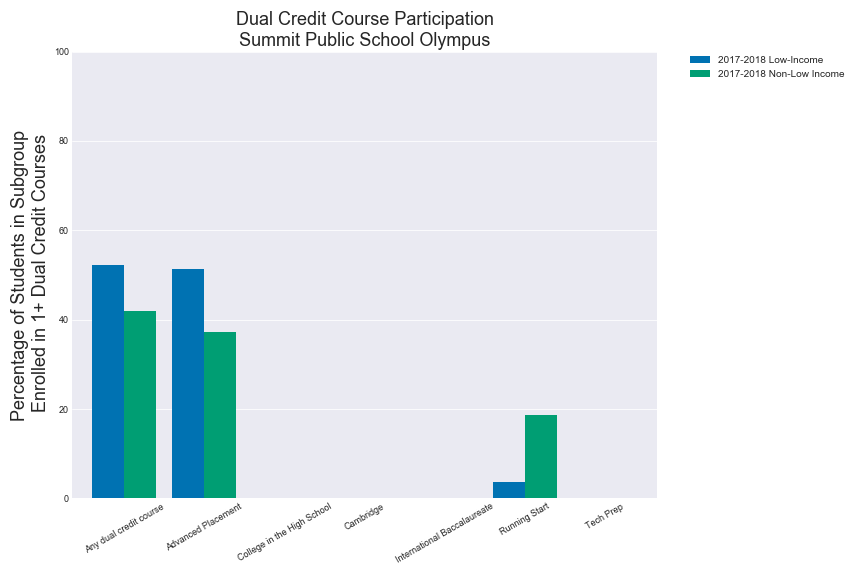 Dual Credit Course Participation
Summit Public School Olympus
2017-2018 Low-Income
2017-2018 Non-Low Income
Percentage of Students in Subgroup
Enrolled in 1+ Dual Credit Courses
100
80
60
40
20
0
Any dual credit course
Advanced Placement
College in the High School
Cambridge
International Baccalaureate
Running Start
Tech Prep